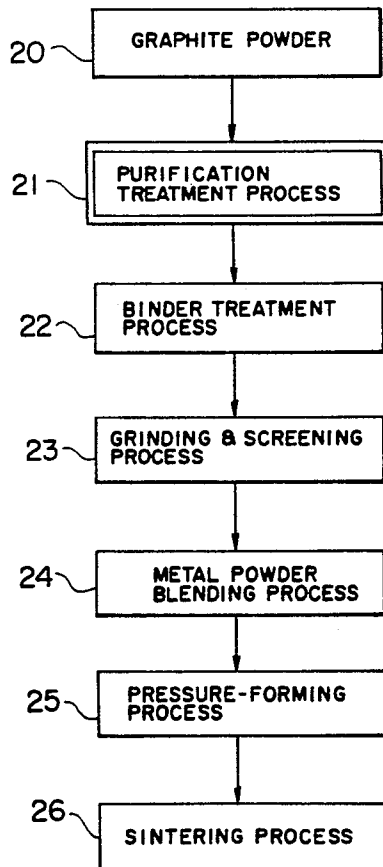 20
GRAPHITE POWDER
21
PURIFICATION
TREATMENT PROCESS
22
BINDER TREATMENT
PROCESS
23
GRINDING & SCREENING
PROCESS
24
METAL POWDER
BLENDING PROCESS
25
PRESSURE-FORMING
PROCESS
26
SINTERING PROCESS